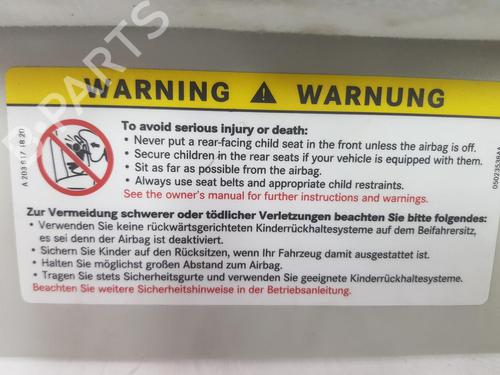 B-PARTS
WARNING ⚠ WARNUNG
A 203 817 18 20
To avoid serious injury or death:
• Never put a rear-facing child seat in the front unless the airbag is off.
• Secure children in the rear seats if your vehicle is equipped with them.
• Sit as far as possible from the airbag.
• Always use seat belts and appropriate child restraints.
See the owner's manual for further instructions and warnings.
Zur Vermeidung schwerer oder tödlicher Verletzungen beachten Sie bitte folgendes:
• Verwenden Sie keine rückwärtsgerichteten Kinderrückhaltesysteme auf dem Beifahrersitz,
es sei denn der Airbag ist deaktiviert.
• Sichern Sie Kinder auf den Rücksitzen, wenn Ihr Fahrzeug damit ausgestattet ist.
• Halten Sie möglichst großen Abstand zum Airbag.
• Tragen Sie stets Sicherheitsgurte und verwenden Sie geeignete Kinderrückhaltesysteme.
Beachten Sie weitere Sicherheitshinweise in der Betriebsanleitung.